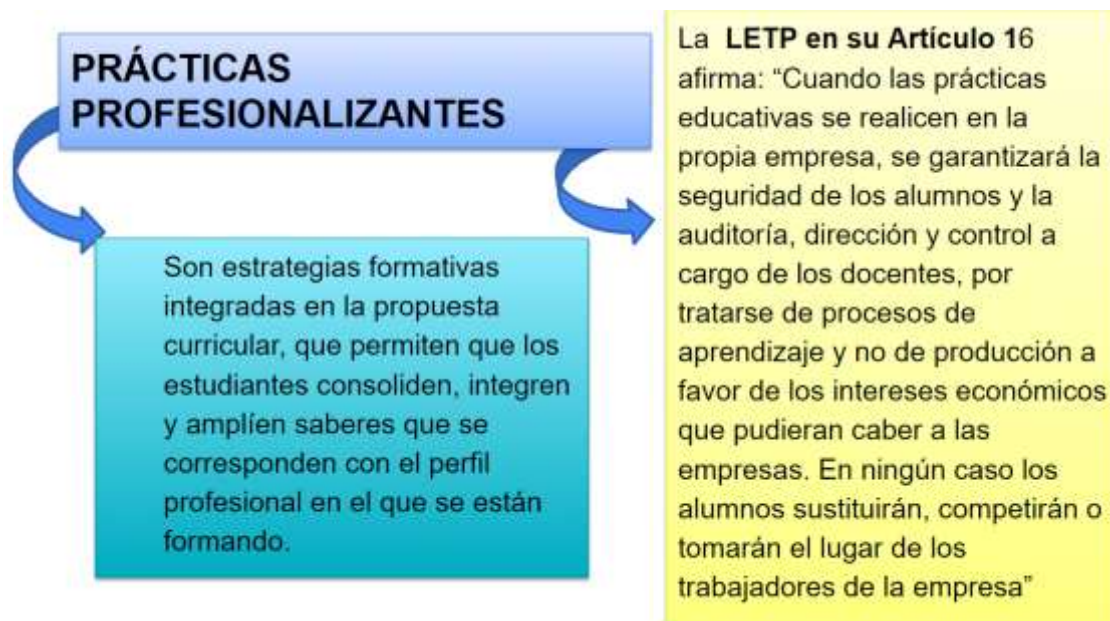 PRÁCTICAS
PROFESIONALIZANTES
Son estrategias formativas
integradas en la propuesta
curricular, que permiten que los
estudiantes consoliden, integren
y amplíen saberes que se
corresponden con el perfil
profesional en el que se están
formando.
La LETP en su Artículo 16
afirma: “Cuando las prácticas
educativas se realicen en la
propia empresa, se garantizará la
seguridad de los alumnos y la
auditoría, dirección y control a
cargo de los docentes, por
tratarse de procesos de
aprendizaje y no de producción a
favor de los intereses económicos
que pudieran caber a las
empresas. En ningún caso los
alumnos sustituirán, competirán o
tomarán el lugar de los
trabajadores de la empresa”